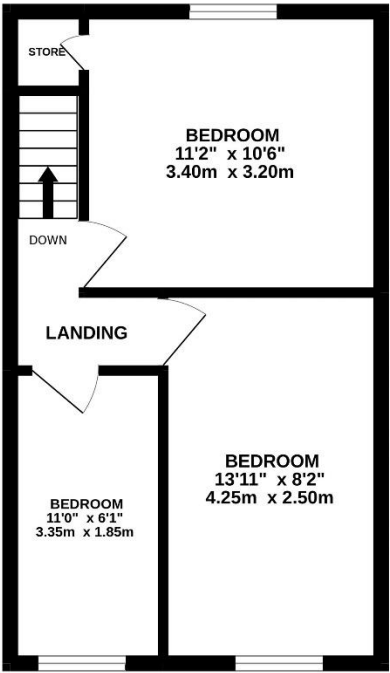 STORE
BEDROOM
11'2" x 10'6"
3.40m x 3.20m
DOWN
LANDING
BEDROOM
13'11" x 8'2"
4.25m x 2.50m
BEDROOM
11'0" x 6'1"
3.35m x 1.85m